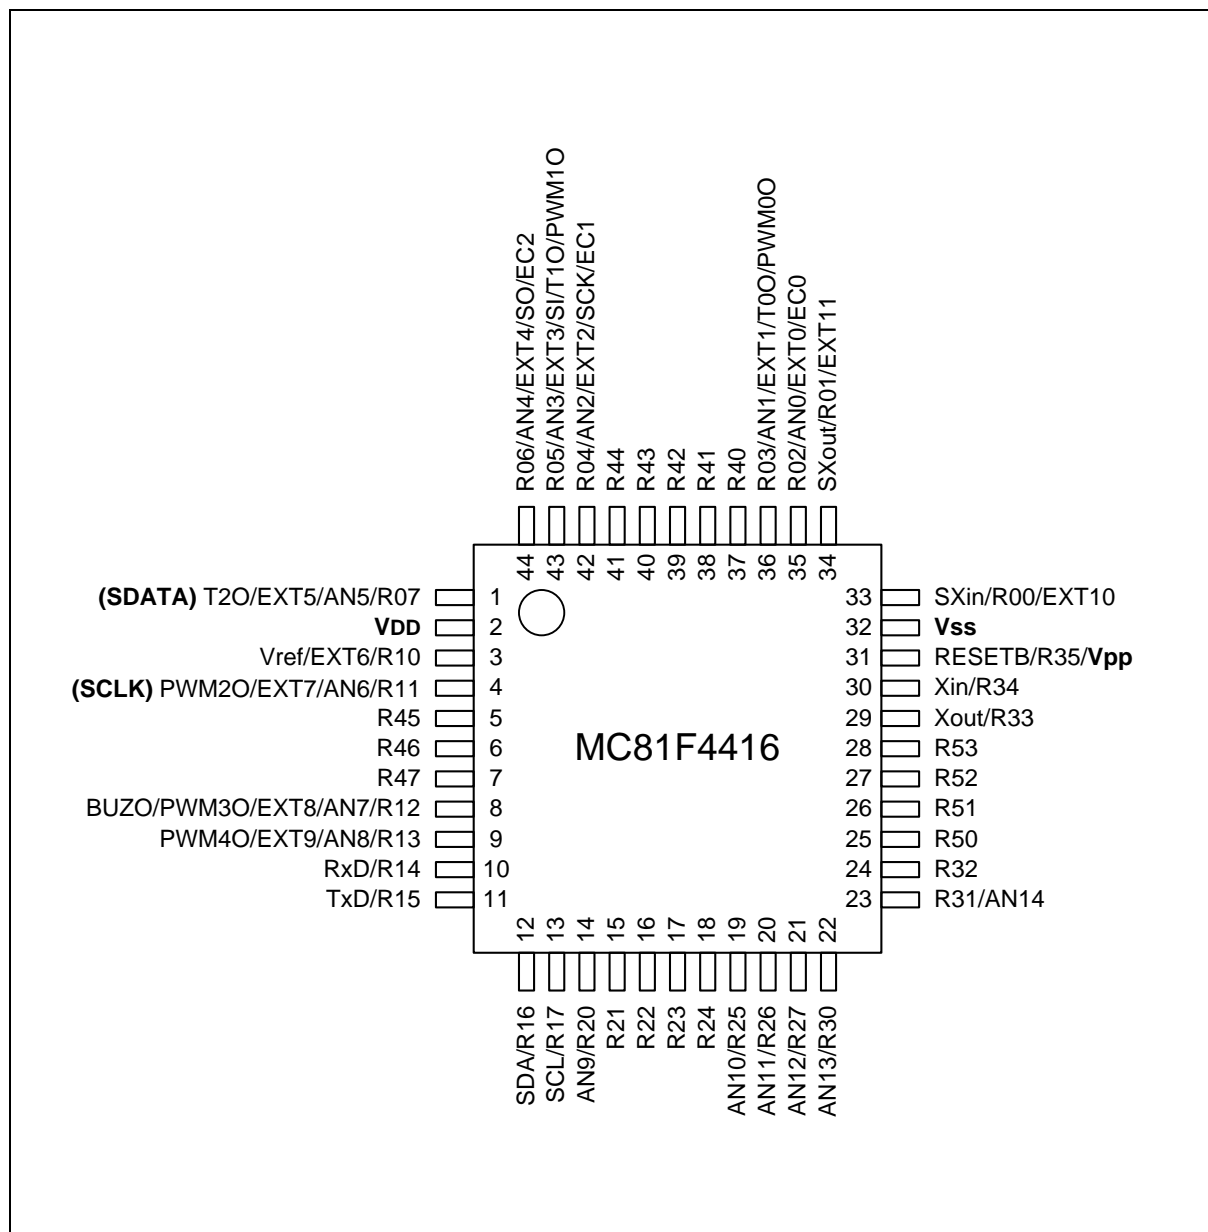 R06/AN4/EXT4/SO/EC2
R05/AN3/EXT3/SI/T1O/PWM1O
R04/AN2/EXT2/SCK/EC1
R44
R43
R42
R41
R40
R03/AN1/EXT1/T0O/PWM0O
R02/AN0/EXT0/EC0
SXout/R01/EXT11
44
43
42
41
40
39
38
37
36
35
34
(SDATA) T2O/EXT5/AN5/R07 1
VDD 2
Vref/EXT6/R10 3
(SCLK) PWM2O/EXT7/AN6/R11 4
R45 5
R46 6
R47 7
BUZO/PWM3O/EXT8/AN7/R12 8
PWM4O/EXT9/AN8/R13 9
RxD/R14 10
TxD/R15 11
MC81F4416
33 SXin/R00/EXT10
32 Vss
31 RESETB/R35/Vpp
30 Xin/R34
29 Xout/R33
28 R53
27 R52
26 R51
25 R50
24 R32
23 R31/AN14
12
13
14
15
16
17
18
19
20
21
22
SDA/R16
SCL/R17
AN9/R20
R21
R22
R23
R24
AN10/R25
AN11/R26
AN12/R27
AN13/R30